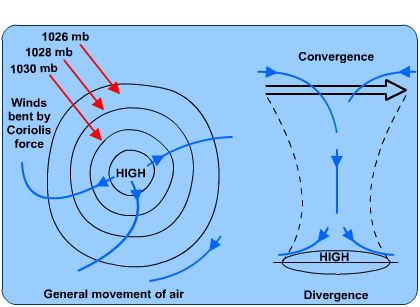 1026 mb
1028 mb
1030 mb
Winds
bent by
Coriolis
force
HIGH
General movement of air
Convergence
HIGH
Divergence